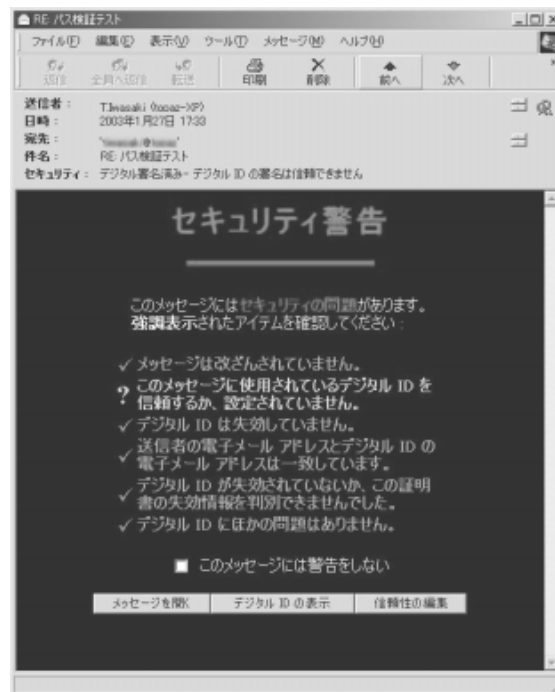 RE: パス検証テスト
ファイル(F) 編集(E) 表示(V) ツール(T) メッセージ(M) ヘルプ(H)
返信 全員へ返信 転送 印刷 削除 前へ 次へ
送信者: T.Iwasaki (topaz-XP)
日時: 2003年1月27日 17:33
宛先:
件名: RE: パス検証テスト
セキュリティ: デジタル署名済み - デジタル ID の署名は信頼できません
セキュリティ警告
このメッセージにはセキュリティの問題があります。
強調表示されたアイテムを確認してください:
✓ メッセージは改ざんされていません。
? このメッセージに使用されているデジタル ID を
信頼するか、設定されていません。
✓ デジタル ID は失効していません。
✓ 送信者の電子メール アドレスとデジタル ID の
電子メール アドレスは一致しています。
✓ デジタル ID が失効されていないか、この証明
書の失効情報を判別できませんでした。
✓ デジタル ID にほかの問題はありません。
このメッセージには警告をしない
メッセージを開く デジタル ID の表示 信頼性の編集